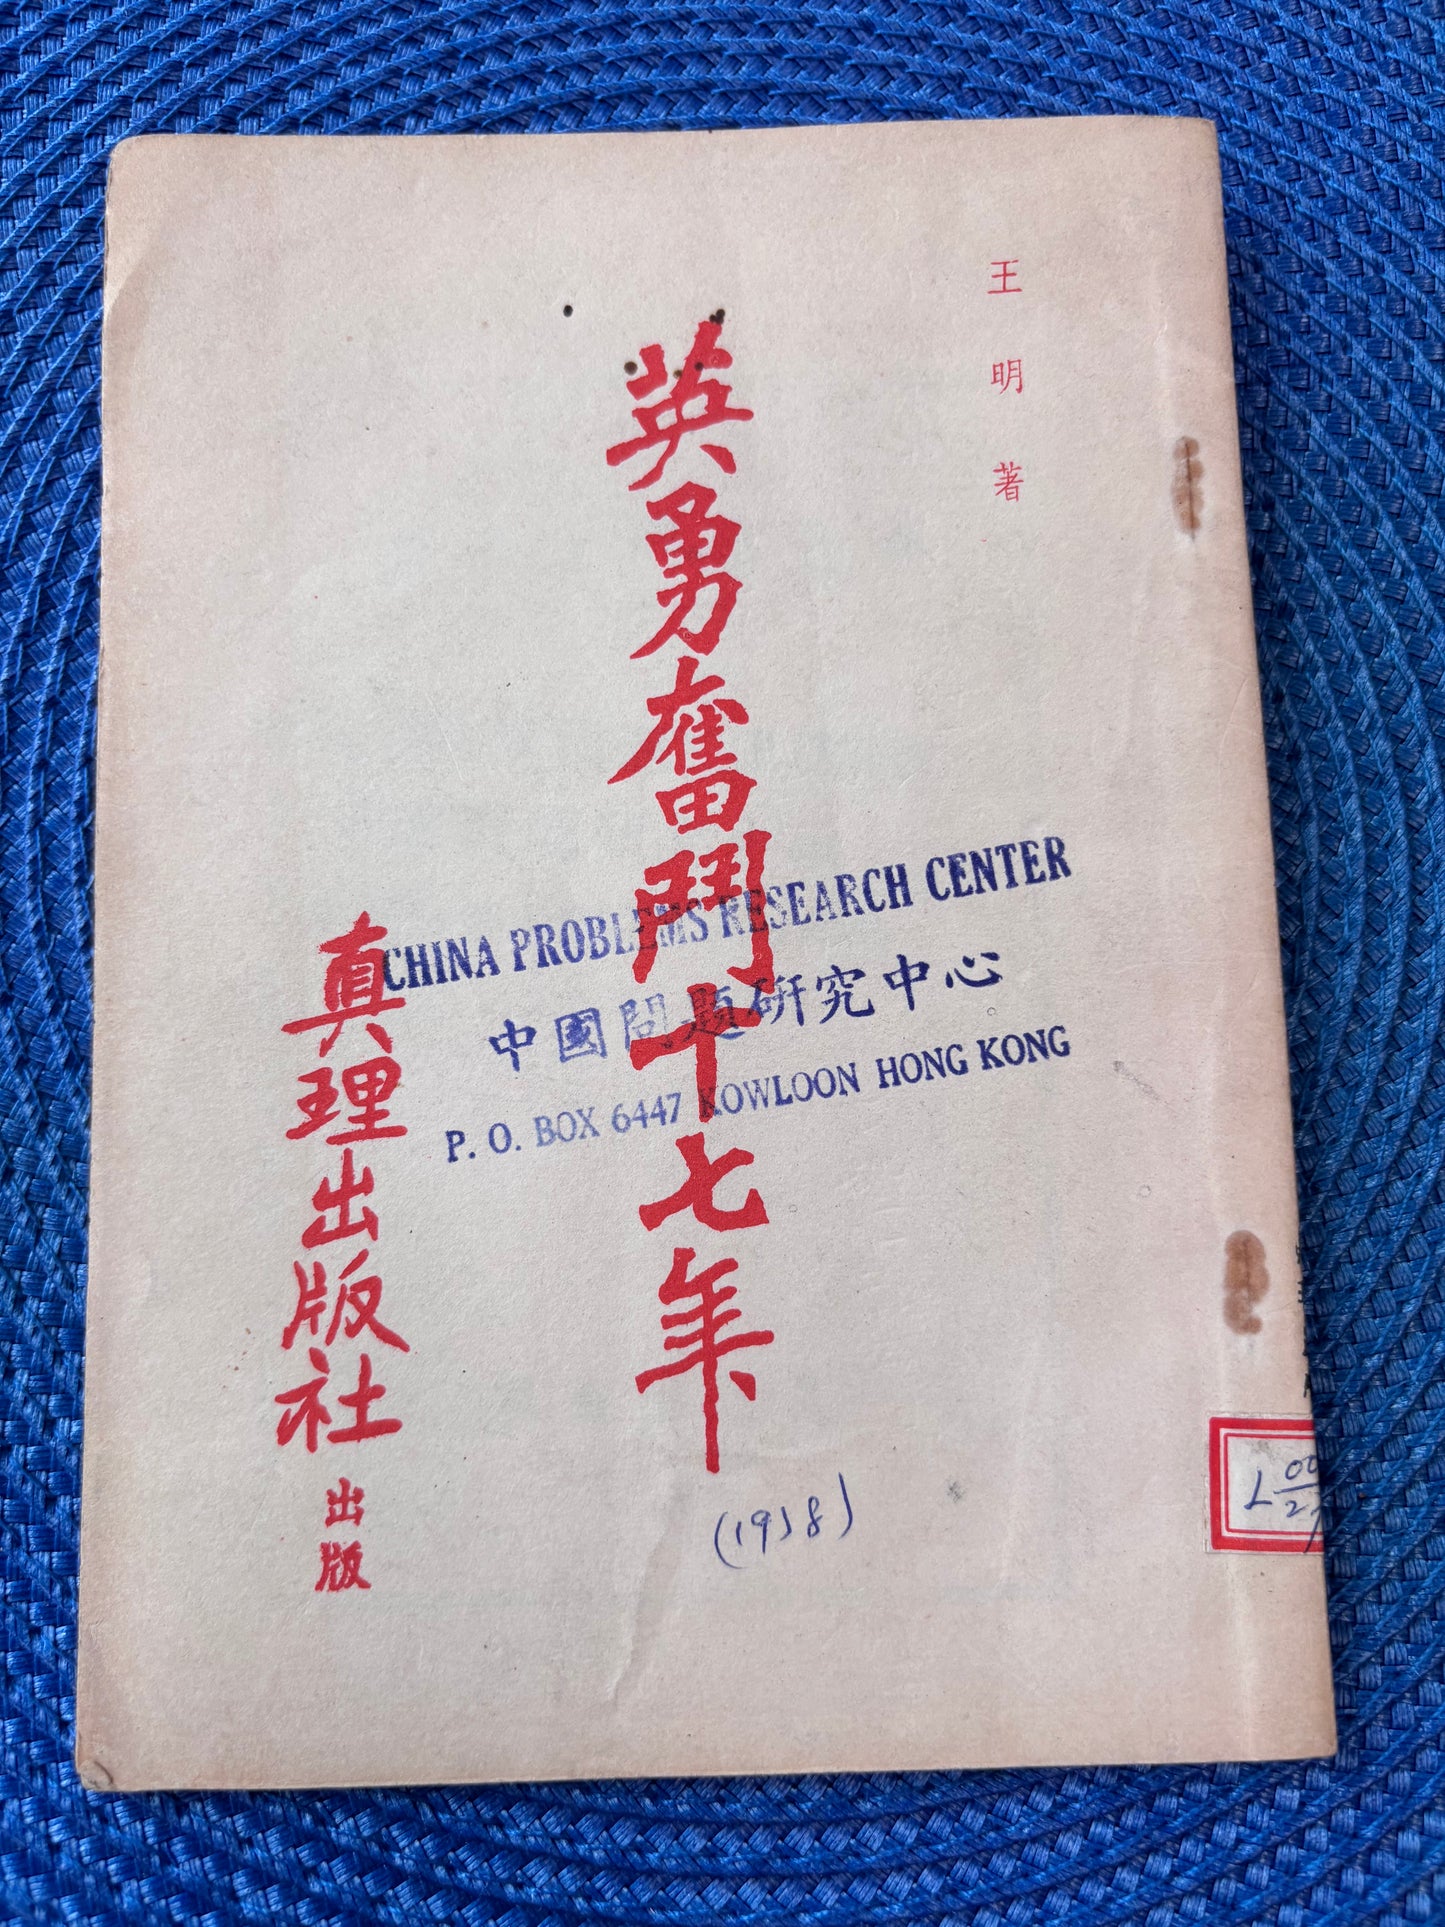 王明著
英勇奮鬥十七年
真理出版社
出版
CHINA PROBLEMS RESEARCH CENTER
中國問題研究中心
P. O. BOX 6447 KOWLOON HONG KONG
(1938)
L